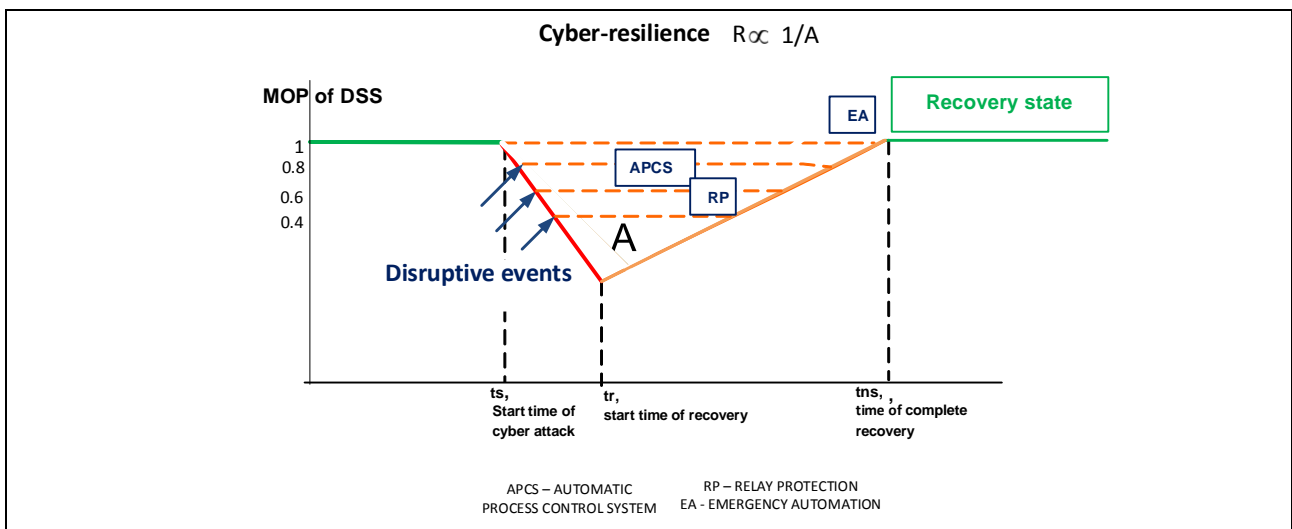 Cyber-resilience R∝ 1/A
MOP of DSS
EA
Recovery state
1
0.8
APCS
0.6
RP
0.4
A
Disruptive events
ts,
Start time of
cyber attack
tr,
start time of recovery
tns, ,
time of complete
recovery
APCS – AUTOMATIC
PROCESS CONTROL SYSTEM
RP – RELAY PROTECTION
EA - EMERGENCY AUTOMATION